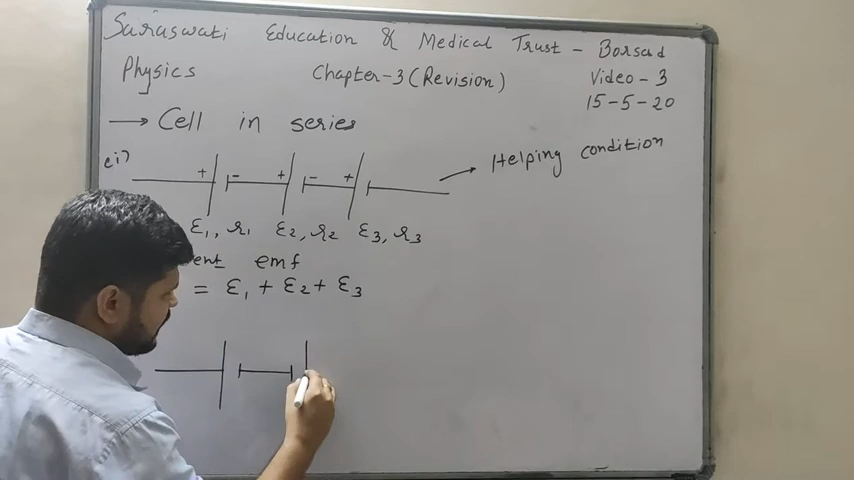 Saraswati Education & Medical Trust - Borsad
Physics Chapter-3 (Revision) Video - 3
15-5-20
→ Cell in series
(i) + - + - + → Helping condition
ε1, r1 ε2, r2 ε3, r3
ent emf
= ε1 + ε2 + ε3